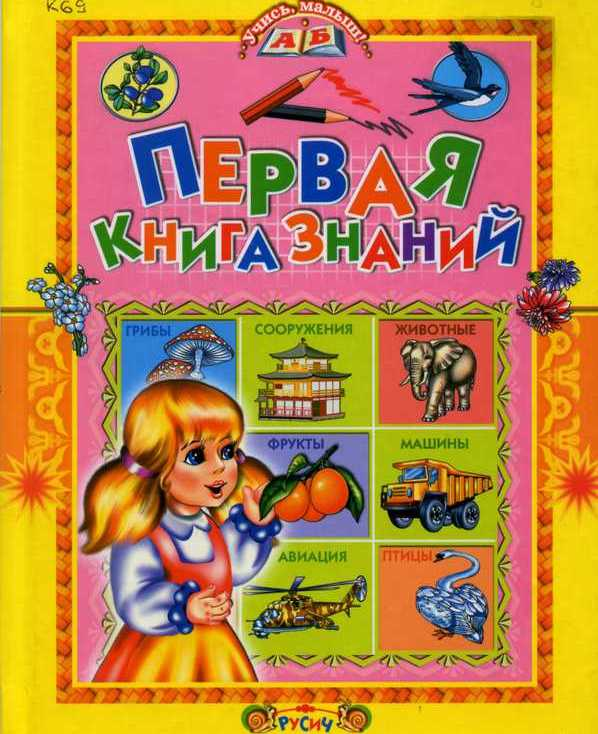 К69
Учись, малыш!
А Б
ПЕРВАЯ
КНИГА ЗНАНИЙ
ГРИБЫ
СООРУЖЕНИЯ
ЖИВОТНЫЕ
ФРУКТЫ
МАШИНЫ
АВИАЦИЯ
ПТИЦЫ
РУСИЧ